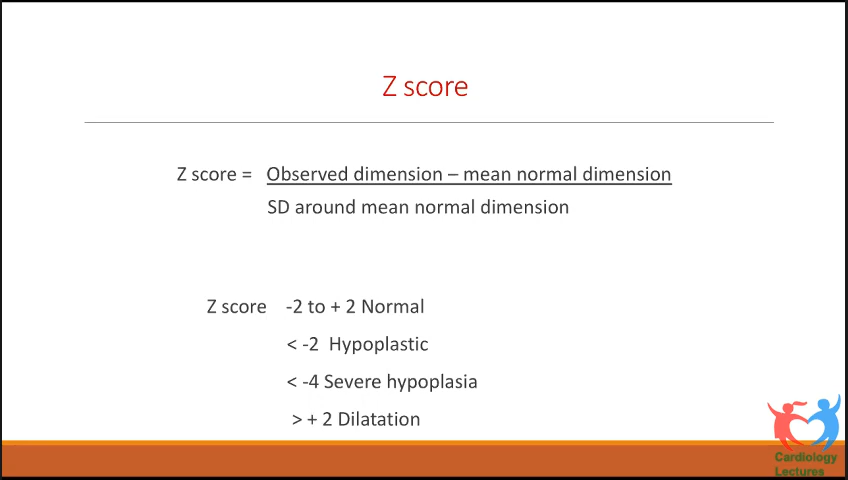 Z score
Z score = Observed dimension – mean normal dimension
SD around mean normal dimension
Z score -2 to + 2 Normal
< -2 Hypoplastic
< -4 Severe hypoplasia
> + 2 Dilatation
Cardiology
Lectures